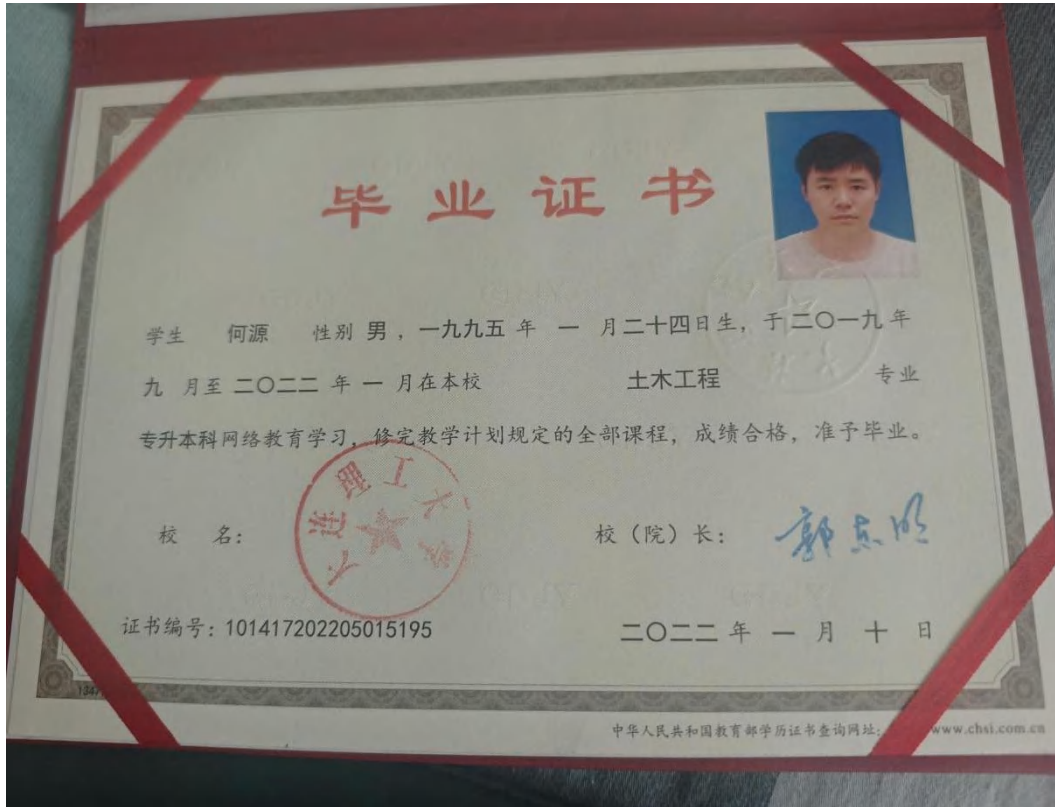 毕业证书
学生 何源 性别 男，一九九五 年 一 月二十四日生，于二〇一九年
九 月至 二〇二二 年 一 月在本校 土木工程 专业
专升本科网络教育学习，修完教学计划规定的全部课程，成绩合格，准予毕业。
校 名： 大连理工大学 校（院）长： 郭东明
证书编号：101417202205015195 二〇二二 年 一 月 十 日
中华人民共和国教育部学历证书查询网址： www.chsi.com.cn